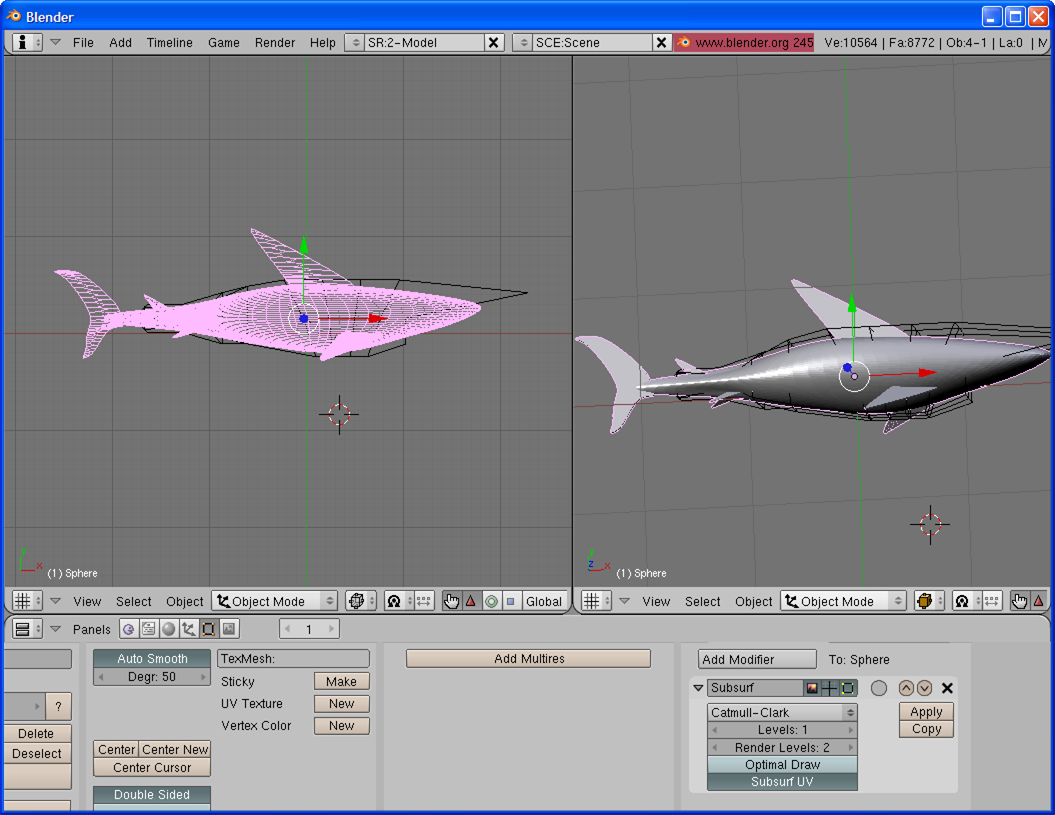 Blender
File Add Timeline Game Render Help SR:2-Model SCE:Scene www.blender.org 245 Ve:10564 | Fa:8772 | Ob:4-1 | La:0 | M
y
x
(1) Sphere
y
z
x
(1) Sphere
View Select Object Object Mode Global
View Select Object Object Mode
Panels 1
Auto Smooth
Degr: 50
?
Delete
Deselect
Center Center New
Center Cursor
Double Sided
TexMesh:
Sticky Make
UV Texture New
Vertex Color New
Add Multires
Add Modifier To: Sphere
Subsurf
Catmull-Clark Apply
Levels: 1 Copy
Render Levels: 2
Optimal Draw
Subsurf UV